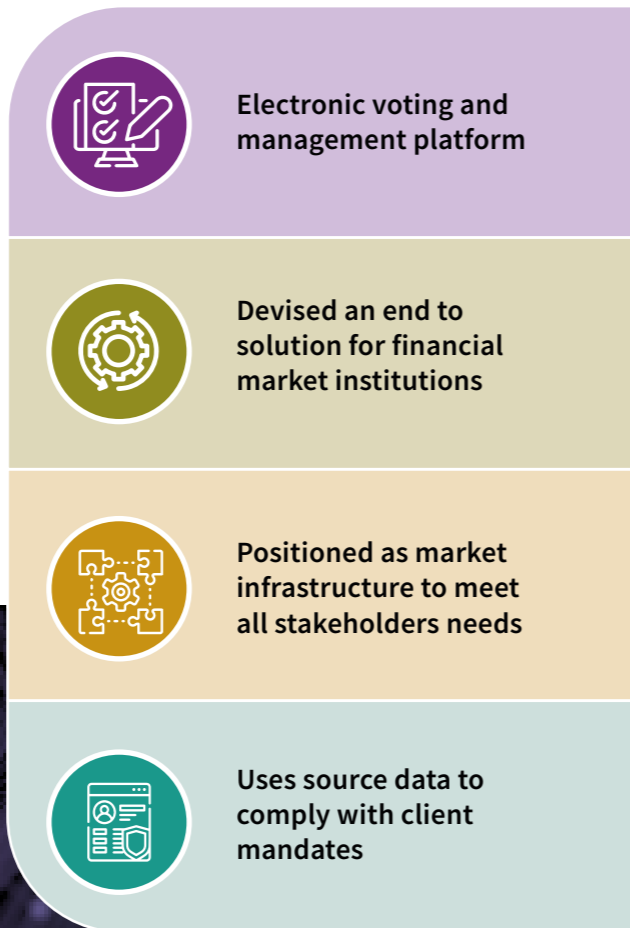 Electronic voting and
management platform
Devised an end to
solution for financial
market institutions
Positioned as market
infrastructure to meet
all stakeholders needs
Uses source data to
comply with client
mandates